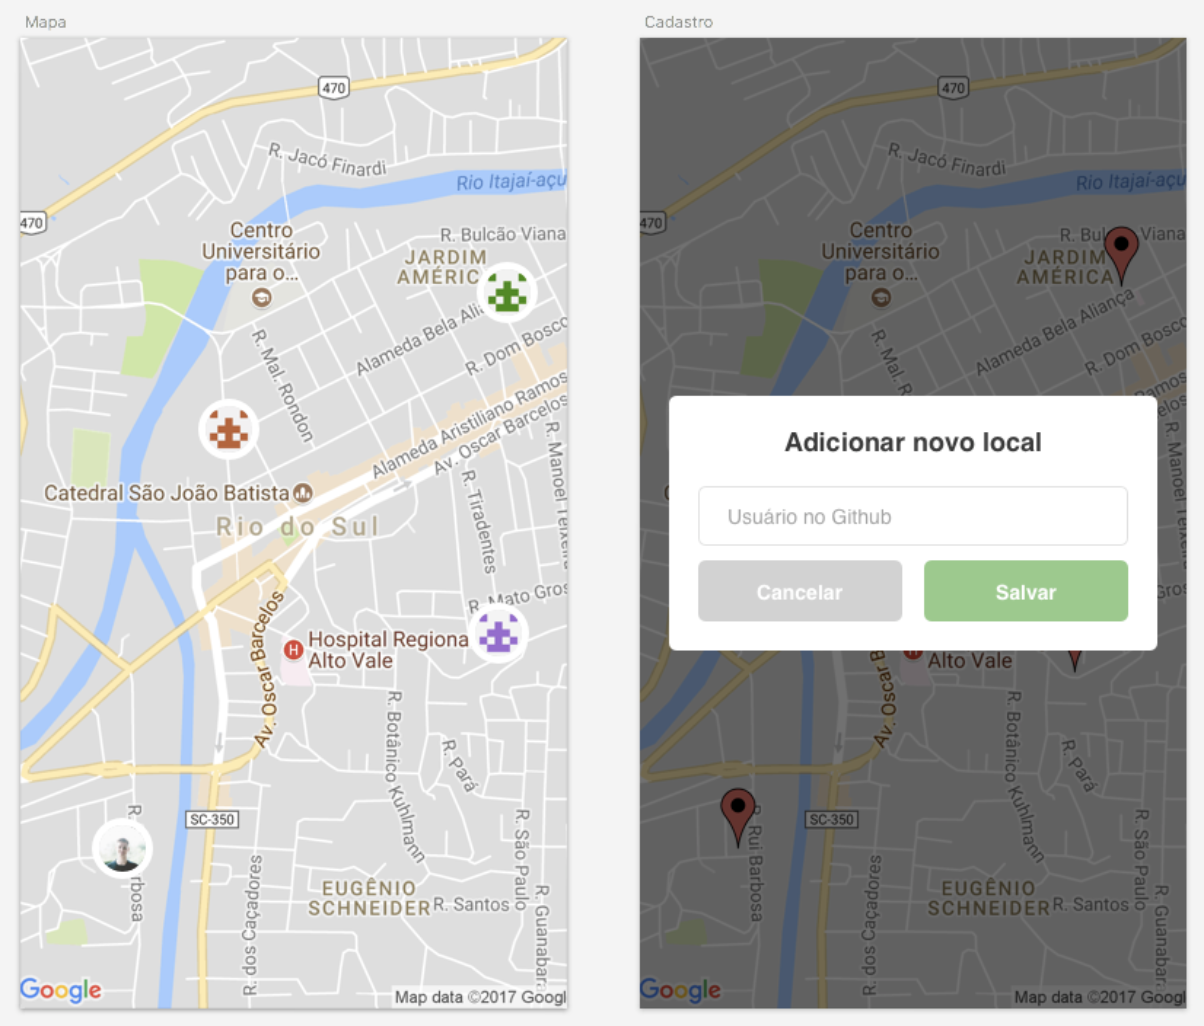 Mapa
470
R. Jacó Finardi
Rio Itajaí-açu
470
Centro
Universitário
para o...
R. Bulcão Viana
JARDIM
AMÉRIC
Alameda Bela Ali
R. Dom Bosco
R. Mal. Rondon
Alameda Aristiliano Ramos
Av. Oscar Barcelos
R. Manoel Teixeira
Catedral São João Batista
Rio do Sul
R. Tiradentes
R. Mato Gros
Av. Oscar Barcelos
H
Hospital Regiona
Alto Vale
R. Botânico Kuhlmann
R. Pará
SC-350
R.
rbosa
R. São Paulo
R. dos Caçadores
EUGÊNIO
SCHNEIDER
R. Santos
R. Guanabara
Google
Map data ©2017 Googl
Cadastro
470
R. Jacó Finardi
Rio Itajaí-açu
470
Centro
Universitário
para o...
R. Bul
Viana
JARDIM
AMÉRICA
Alameda Bela Aliança
R. Dom Bosco
R. Mal. R
Ramos
Adicionar novo local
Usuário no Github
Cancelar
Salvar
Alto Vale
Av. Oscar B
R. Botânico Kuhlmann
R. Pará
SC-350
R. Rui Barbosa
R. São Paulo
R. dos Caçadores
EUGÊNIO
SCHNEIDER
R. Santos
R. Guanabara
Google
Map data ©2017 Googl